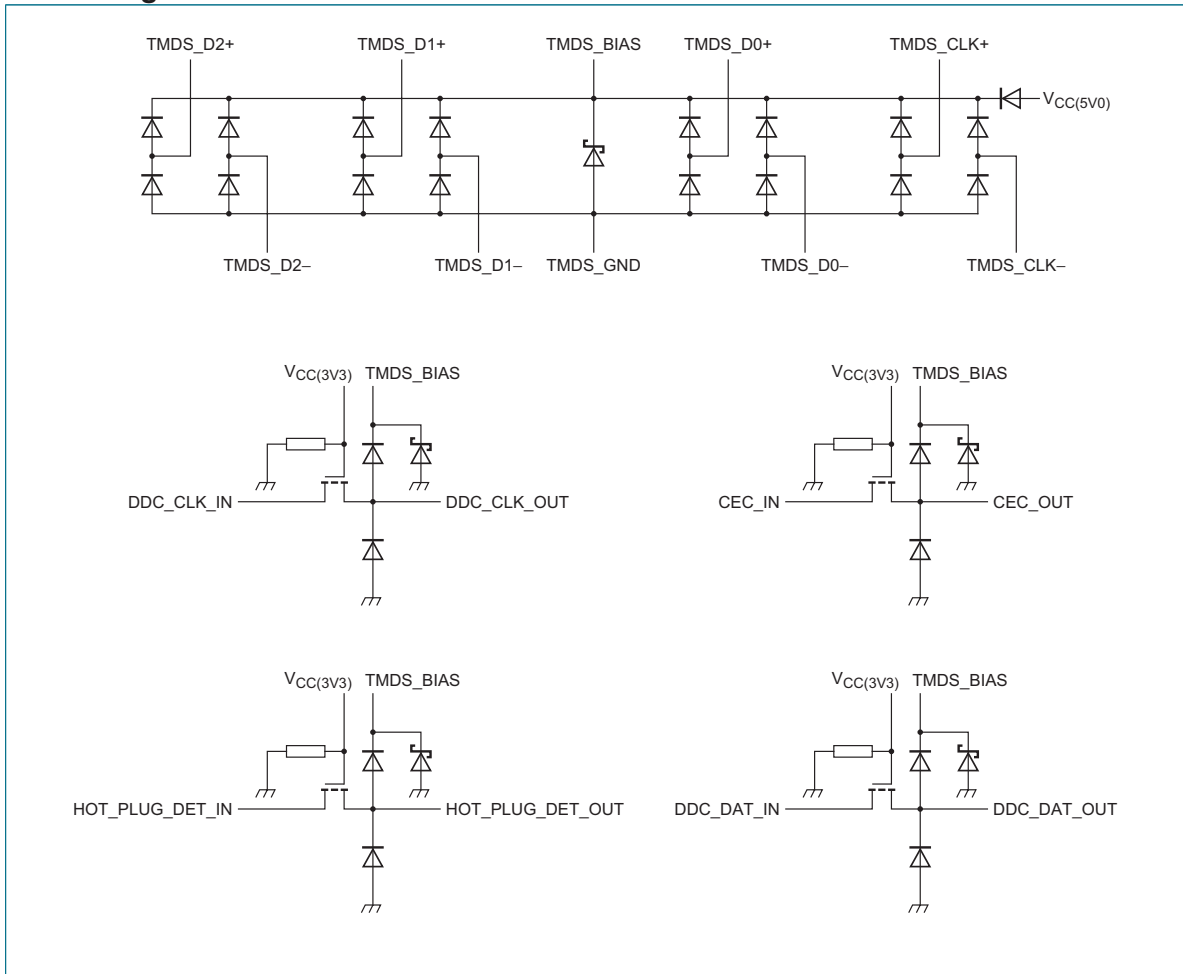 TMDS_D2+ TMDS_D1+ TMDS_BIAS TMDS_D0+ TMDS_CLK+
VCC(5V0)
TMDS_D2− TMDS_D1− TMDS_GND TMDS_D0− TMDS_CLK−
VCC(3V3) TMDS_BIAS VCC(3V3) TMDS_BIAS
DDC_CLK_IN DDC_CLK_OUT CEC_IN CEC_OUT
VCC(3V3) TMDS_BIAS VCC(3V3) TMDS_BIAS
HOT_PLUG_DET_IN HOT_PLUG_DET_OUT DDC_DAT_IN DDC_DAT_OUT